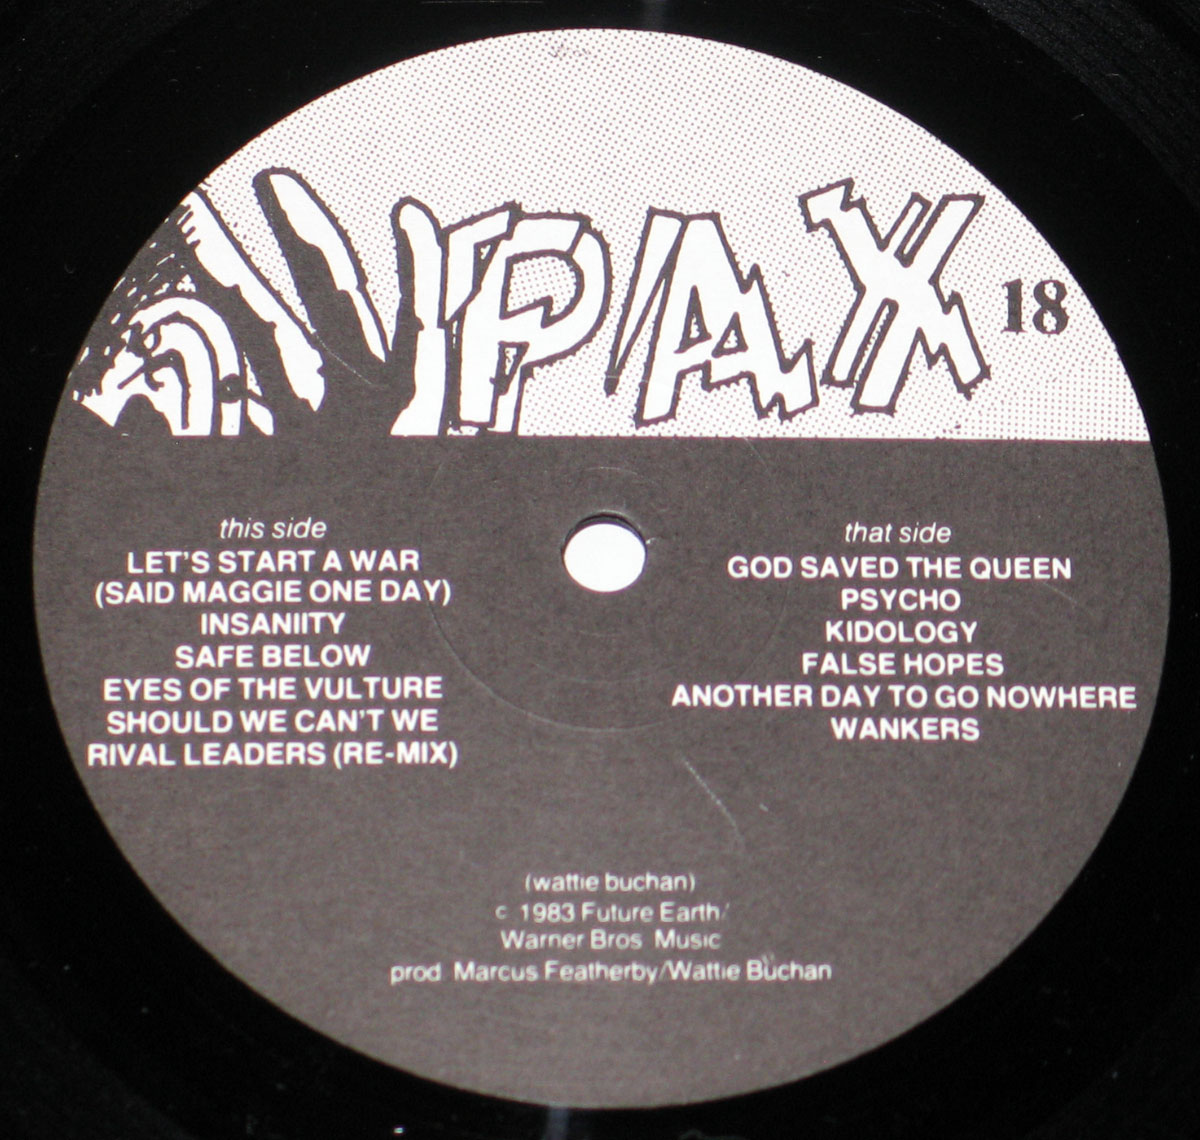 PAX
18
this side
LET'S START A WAR
(SAID MAGGIE ONE DAY)
INSANIITY
SAFE BELOW
EYES OF THE VULTURE
SHOULD WE CAN'T WE
RIVAL LEADERS (RE-MIX)
that side
GOD SAVED THE QUEEN
PSYCHO
KIDOLOGY
FALSE HOPES
ANOTHER DAY TO GO NOWHERE
WANKERS
(wattie buchan)
c 1983 Future Earth/
Warner Bros Music
prod Marcus Featherby/Wattie Buchan